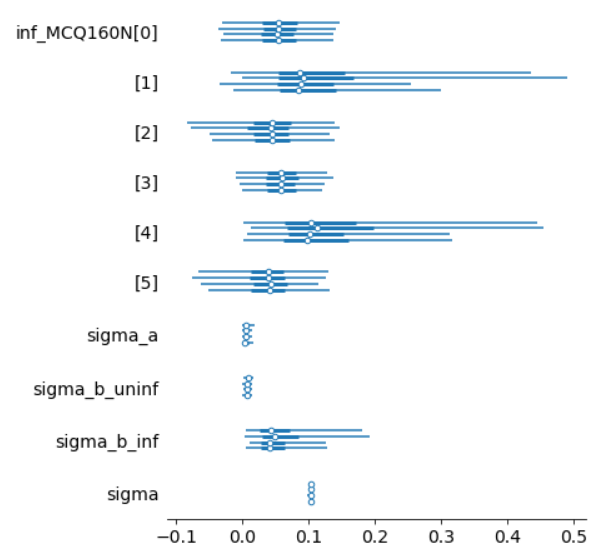 inf_MCQ160N[0]
[1]
[2]
[3]
[4]
[5]
sigma_a
sigma_b_uninf
sigma_b_inf
sigma
−0.1 0.0 0.1 0.2 0.3 0.4 0.5